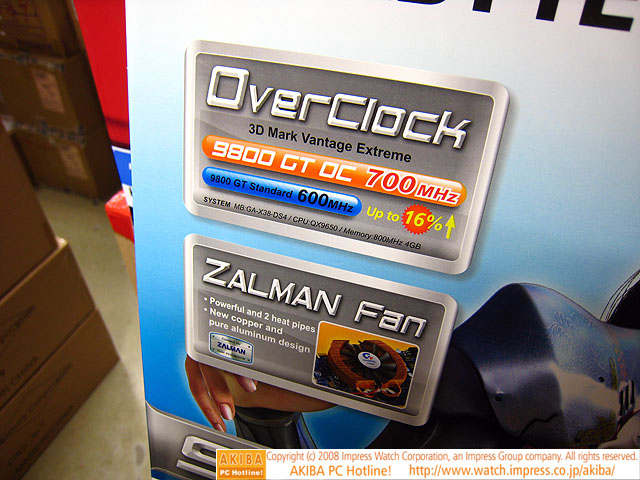 OverClock
3D Mark Vantage Extreme
9800 GT OC 700MHz
9800 GT Standard 600MHz
Up to 16%
SYSTEM MB:GA-X38-DS4 / CPU:QX9650 / Memory:800MHz 4GB
ZALMAN Fan
• Powerful and 2 heat pipes
• New copper and
pure aluminum design
ZALMAN
AKIBA
PC Hotline!
Copyright (c) 2008 Impress Watch Corporation, an Impress Group company. All rights reserved.
AKIBA PC Hotline! http://www.watch.impress.co.jp/akiba/